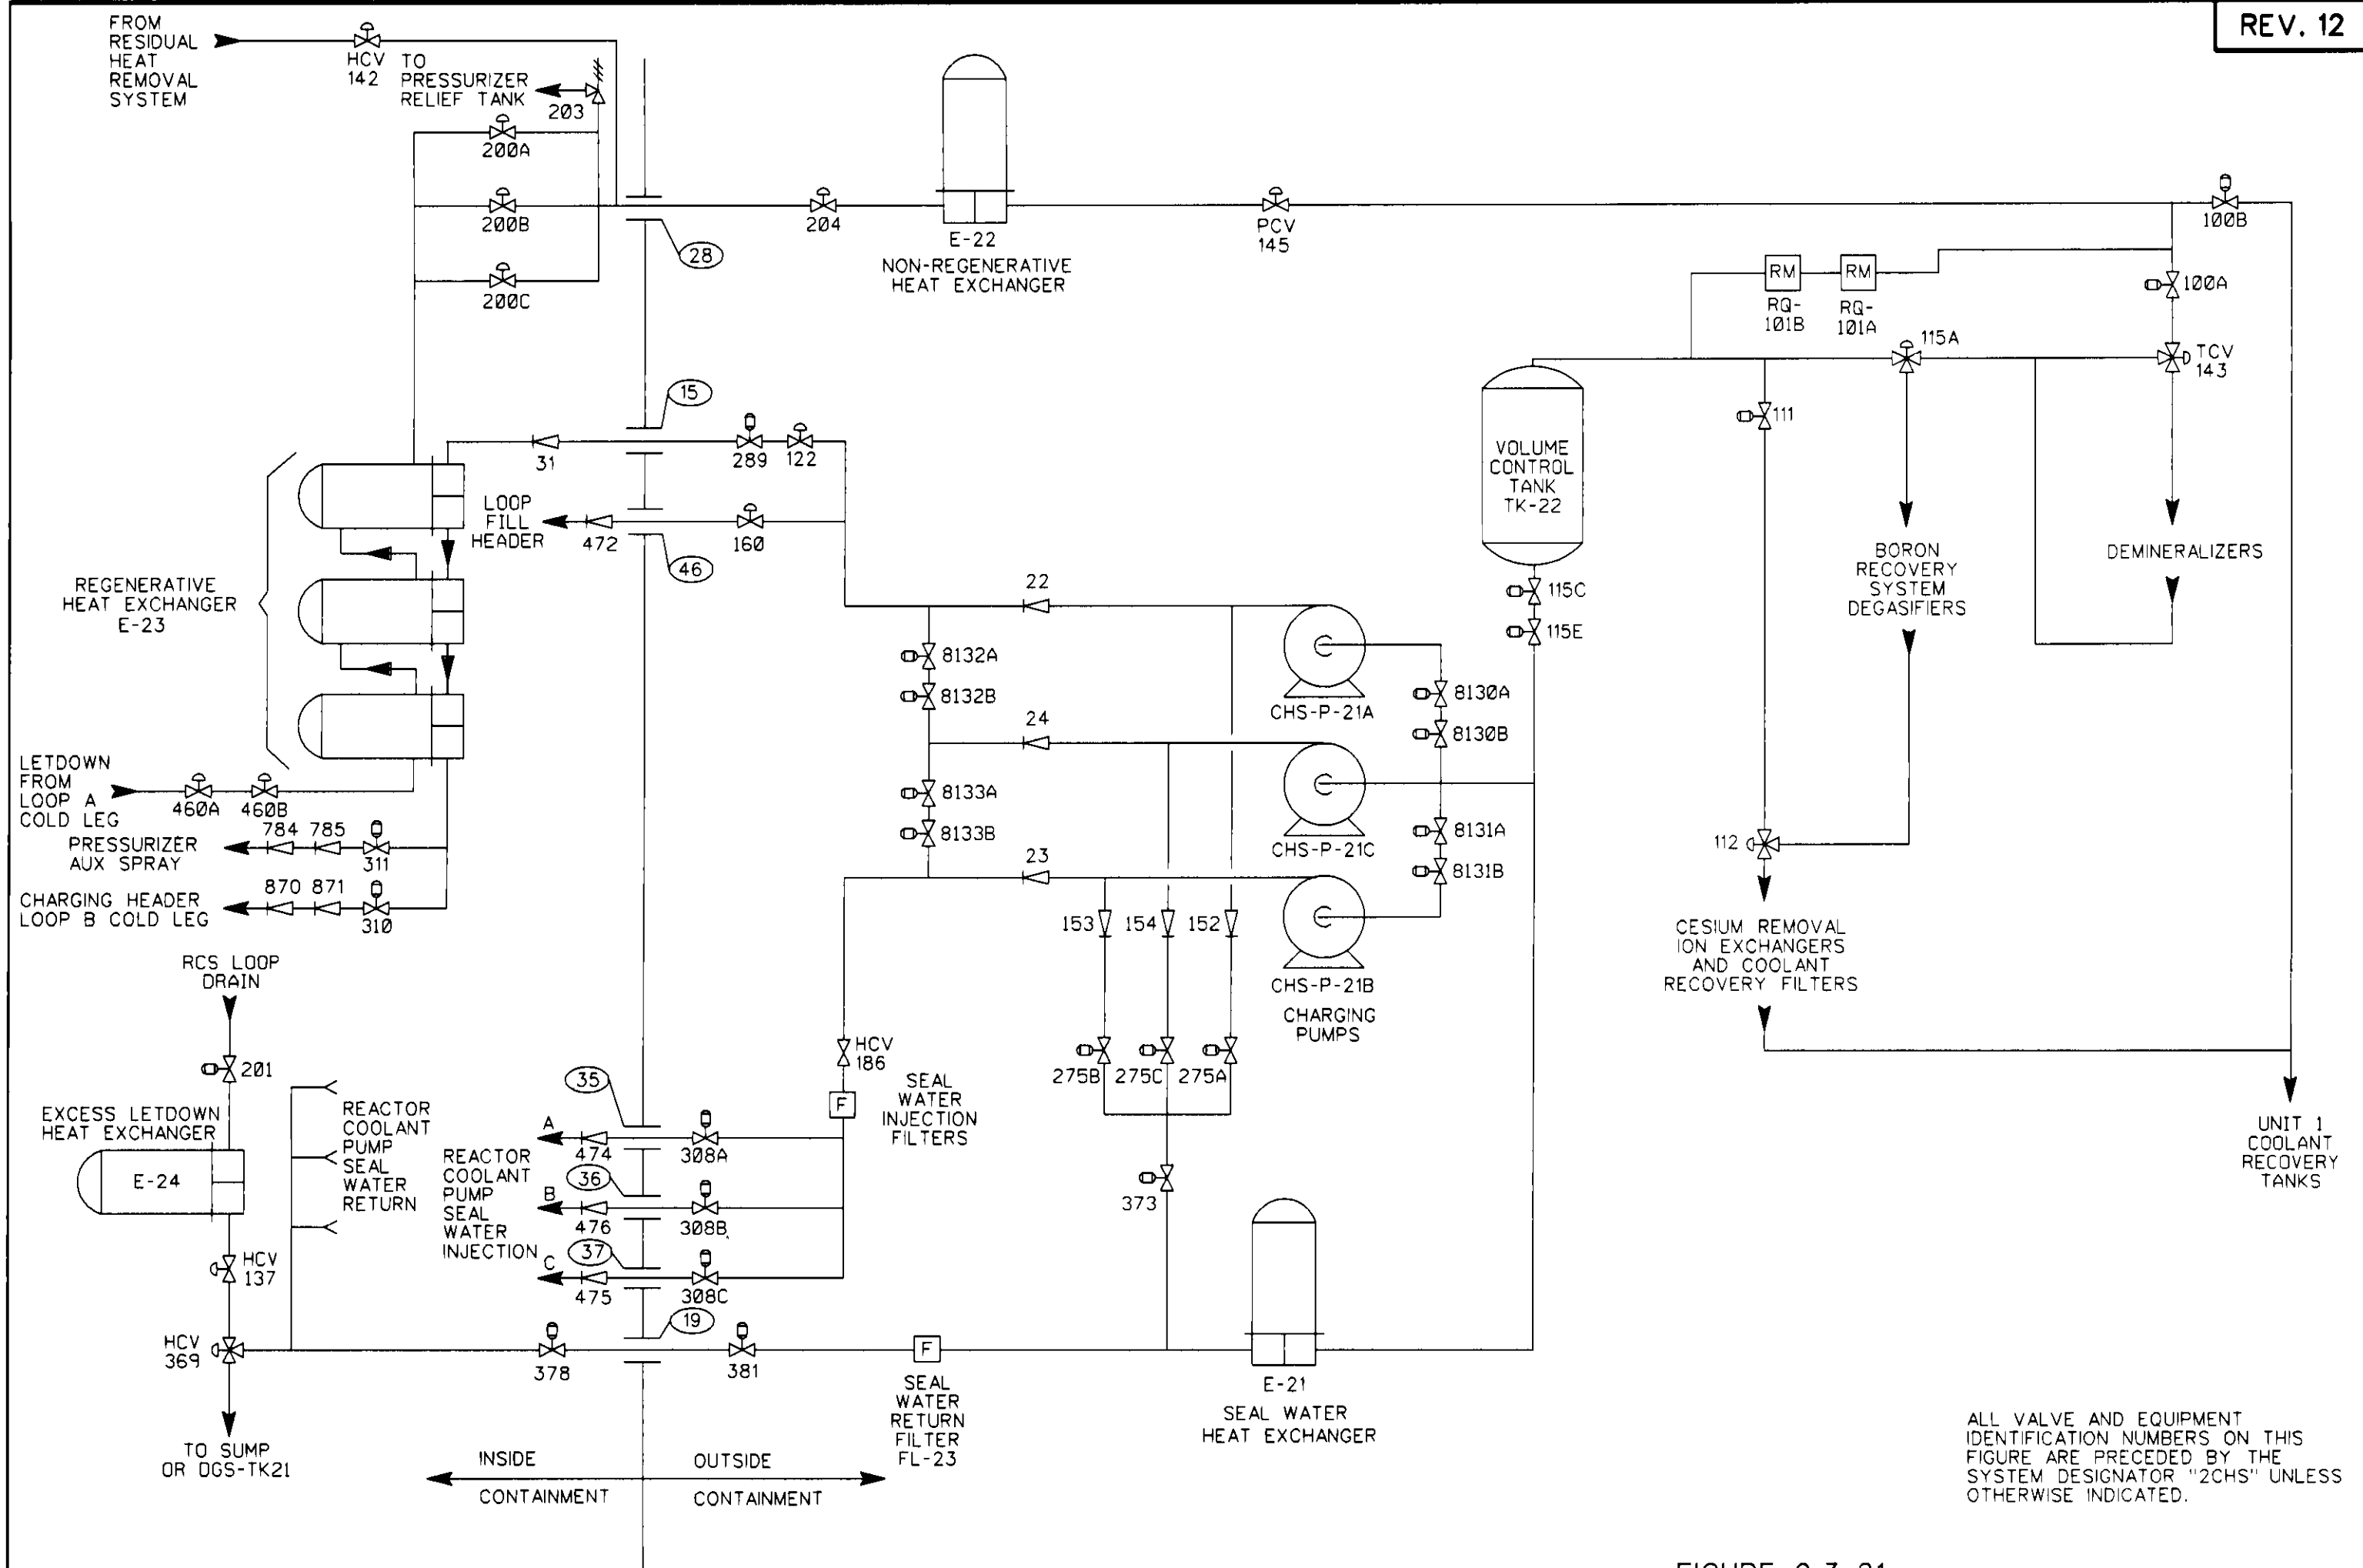 REV. 12
FROM
RESIDUAL
HEAT
REMOVAL
SYSTEM
HCV
142
TO
PRESSURIZER
RELIEF TANK
203
200A
200B
200C
28
204
E-22
NON-REGENERATIVE
HEAT EXCHANGER
PCV
145
100B
RM
RM
RQ-
101B
RQ-
101A
100A
115A
TCV
143
111
15
31
289
122
LOOP
FILL
HEADER
472
160
46
VOLUME
CONTROL
TANK
TK-22
115C
115E
BORON
RECOVERY
SYSTEM
DEGASIFIERS
DEMINERALIZERS
REGENERATIVE
HEAT EXCHANGER
E-23
22
8132A
8132B
C
CHS-P-21A
8130A
8130B
24
8133A
8133B
C
CHS-P-21C
8131A
8131B
23
153
154
152
C
CHS-P-21B
CHARGING
PUMPS
112
CESIUM REMOVAL
ION EXCHANGERS
AND COOLANT
RECOVERY FILTERS
LETDOWN
FROM
LOOP A
COLD LEG
460A
460B
784
785
PRESSURIZER
AUX SPRAY
311
870
871
CHARGING HEADER
LOOP B COLD LEG
310
RCS LOOP
DRAIN
201
EXCESS LETDOWN
HEAT EXCHANGER
E-24
REACTOR
COOLANT
PUMP
SEAL
WATER
RETURN
HCV
137
HCV
369
TO SUMP
OR DGS-TK21
HCV
186
F
SEAL
WATER
INJECTION
FILTERS
275B
275C
275A
373
35
A
474
308A
REACTOR
COOLANT
PUMP
SEAL
WATER
INJECTION
36
B
476
308B
37
C
475
308C
19
378
381
F
SEAL
WATER
RETURN
FILTER
FL-23
E-21
SEAL WATER
HEAT EXCHANGER
UNIT 1
COOLANT
RECOVERY
TANKS
INSIDE
CONTAINMENT
OUTSIDE
CONTAINMENT
ALL VALVE AND EQUIPMENT
IDENTIFICATION NUMBERS ON THIS
FIGURE ARE PRECEDED BY THE
SYSTEM DESIGNATOR "2CHS" UNLESS
OTHERWISE INDICATED.
FIGURE